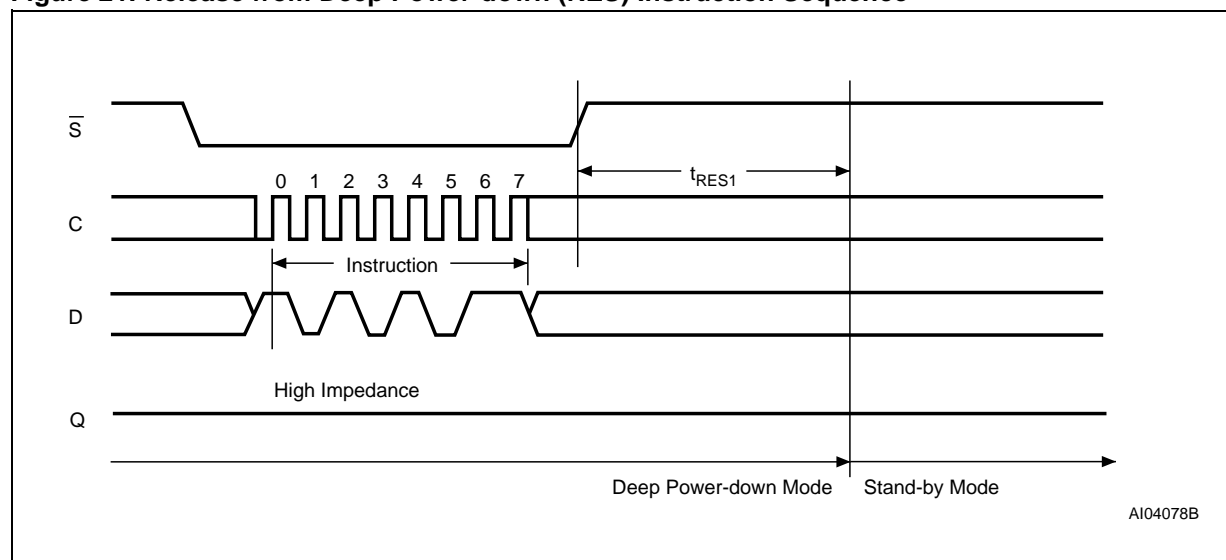 S
t_RES1
0 1 2 3 4 5 6 7
C
Instruction
D
High Impedance
Q
Deep Power-down Mode Stand-by Mode
AI04078B